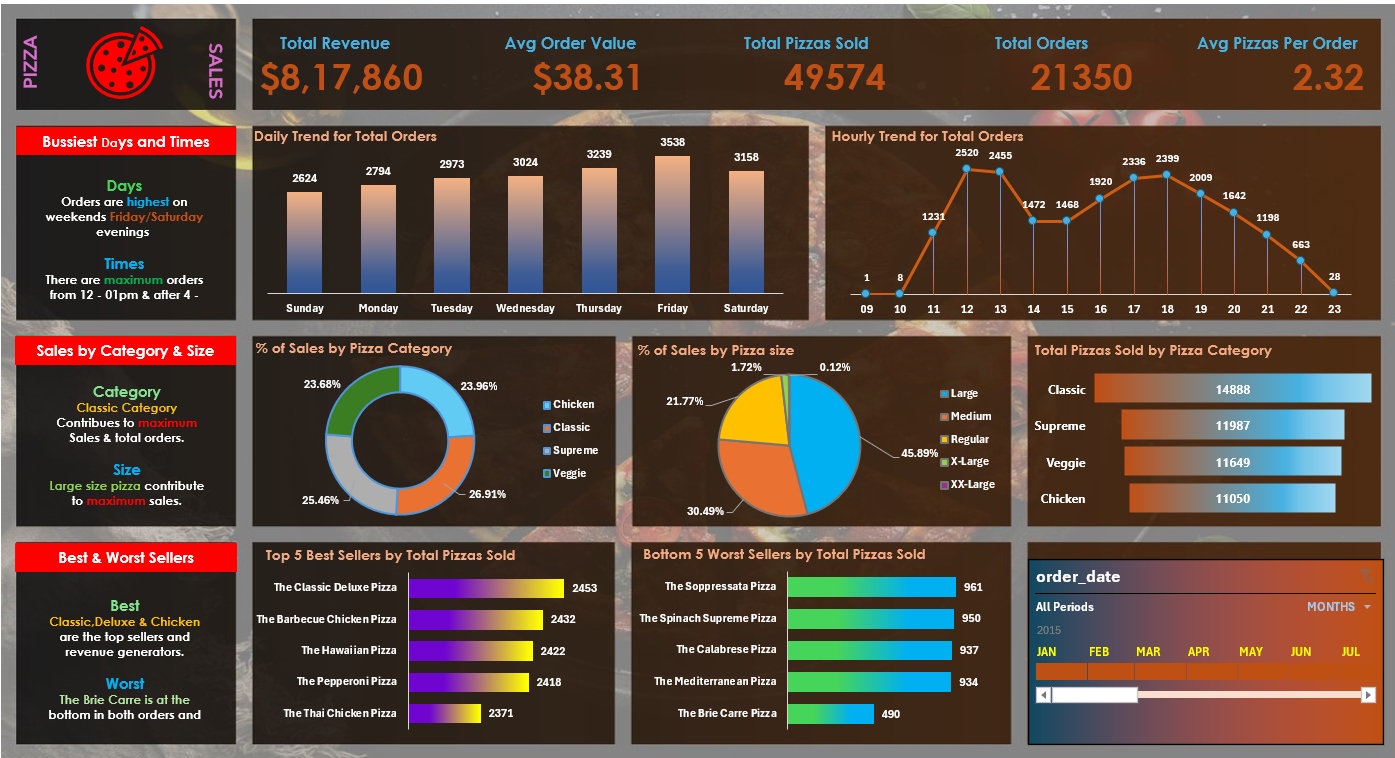 PIZZA
SALES
Total Revenue
$8,17,860
Avg Order Value
$38.31
Total Pizzas Sold
49574
Total Orders
21350
Avg Pizzas Per Order
2.32
Bussiest Days and Times
Days
Orders are highest on
weekends Friday/Saturday
evenings
Times
There are maximum orders
from 12 - 01pm & after 4 -
Daily Trend for Total Orders
2624
2794
2973
3024
3239
3538
3158
Sunday
Monday
Tuesday
Wednesday
Thursday
Friday
Saturday
Hourly Trend for Total Orders
1
8
1231
2520
2455
1472
1468
1920
2336
2399
2009
1642
1198
663
28
09
10
11
12
13
14
15
16
17
18
19
20
21
22
23
Sales by Category & Size
Category
Classic Category
Contributes to maximum
Sales & total orders.
Size
Large size pizza contribute
to maximum sales.
% of Sales by Pizza Category
23.68%
23.96%
25.46%
26.91%
Chicken
Classic
Supreme
Veggie
% of Sales by Pizza size
1.72%
0.12%
21.77%
45.89%
30.49%
Large
Medium
Regular
X-Large
XX-Large
Total Pizzas Sold by Pizza Category
Classic 14888
Supreme 11987
Veggie 11649
Chicken 11050
Best & Worst Sellers
Best
Classic,Deluxe & Chicken
are the top sellers and
revenue generators.
Worst
The Brie Carre is at the
bottom in both orders and
Top 5 Best Sellers by Total Pizzas Sold
The Classic Deluxe Pizza 2453
The Barbecue Chicken Pizza 2432
The Hawaiian Pizza 2422
The Pepperoni Pizza 2418
The Thai Chicken Pizza 2371
Bottom 5 Worst Sellers by Total Pizzas Sold
The Soppressata Pizza 961
The Spinach Supreme Pizza 950
The Calabrese Pizza 937
The Mediterranean Pizza 934
The Brie Carre Pizza 490
order_date
All Periods
MONTHS
2015
JAN FEB MAR APR MAY JUN JUL